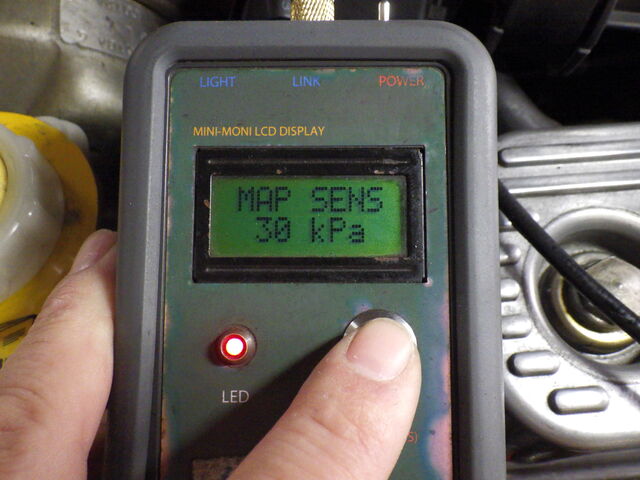 LIGHT LINK POWER
MINI-MONI LCD DISPLAY
MAP SENS
30 kPa
LED